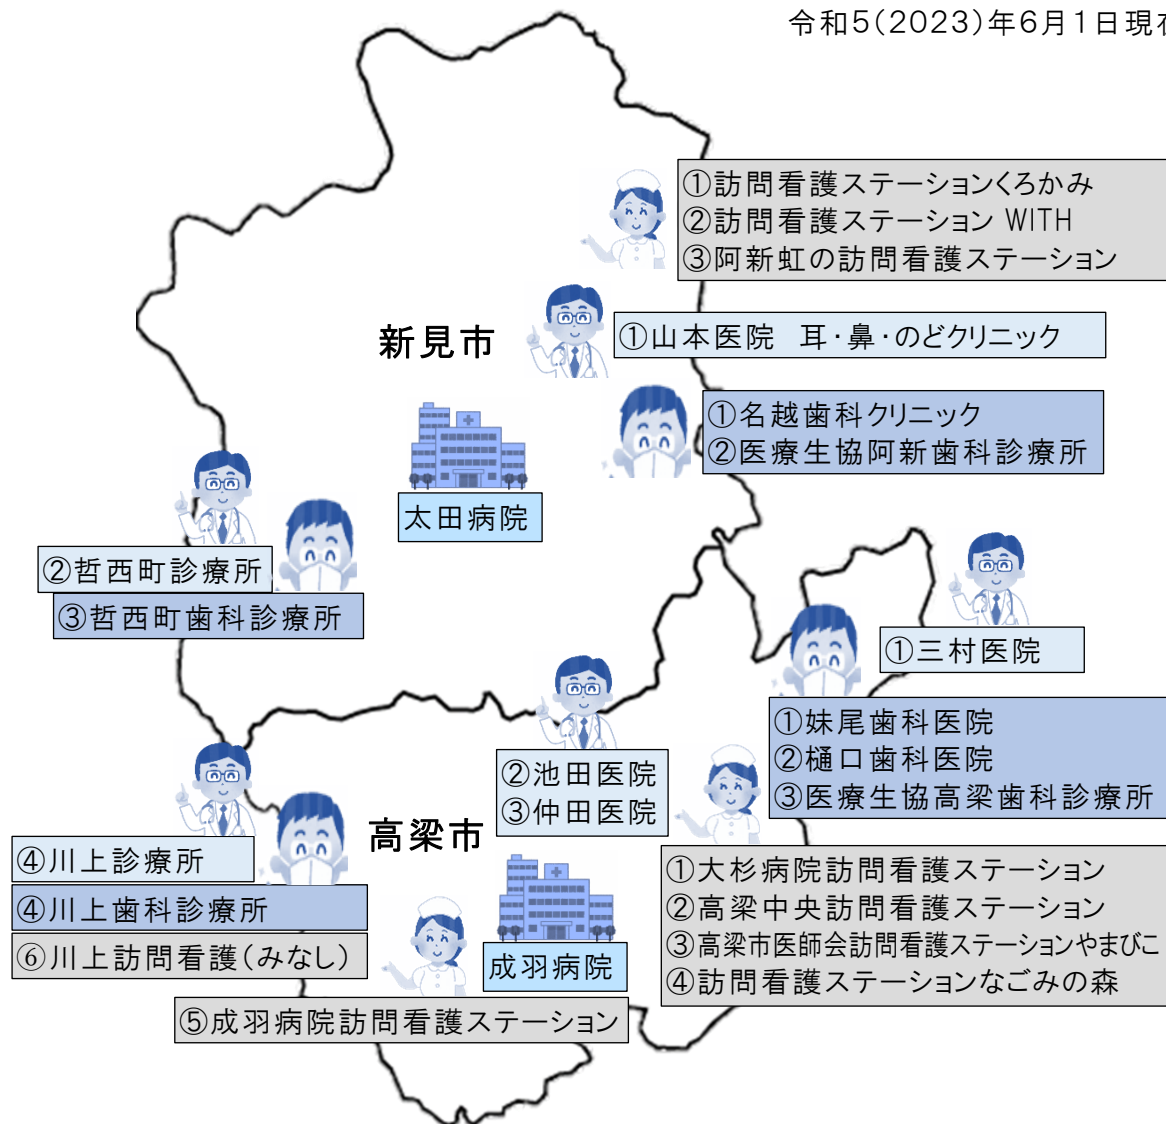 令和5(2023)年6月1日現在
①訪問看護ステーションくろかみ
②訪問看護ステーション WITH
③阿新虹の訪問看護ステーション
新見市
①山本医院 耳・鼻・のどクリニック
①名越歯科クリニック
②医療生協阿新歯科診療所
太田病院
②哲西町診療所
③哲西町歯科診療所
①三村医院
①妹尾歯科医院
②樋口歯科医院
③医療生協高梁歯科診療所
②池田医院
③仲田医院
高梁市
④川上診療所
④川上歯科診療所
⑥川上訪問看護(みなし)
成羽病院
①大杉病院訪問看護ステーション
②高梁中央訪問看護ステーション
③高梁市医師会訪問看護ステーションやまびこ
④訪問看護ステーションなごみの森
⑤成羽病院訪問看護ステーション